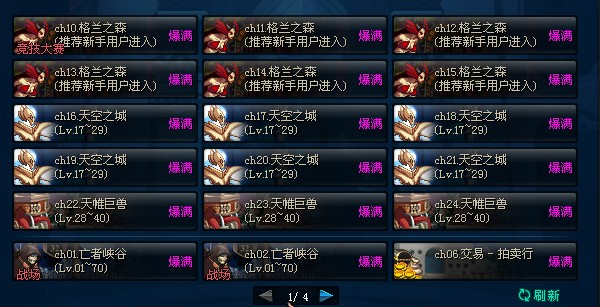 ch10.格兰之森
(推荐新手用户进入)
爆满
竞技大赛
ch11.格兰之森
(推荐新手用户进入)
爆满
ch12.格兰之森
(推荐新手用户进入)
爆满
ch13.格兰之森
(推荐新手用户进入)
爆满
ch14.格兰之森
(推荐新手用户进入)
爆满
ch15.格兰之森
(推荐新手用户进入)
爆满
ch16.天空之城
(Lv.17~29)
爆满
ch17.天空之城
(Lv.17~29)
爆满
ch18.天空之城
(Lv.17~29)
爆满
ch19.天空之城
(Lv.17~29)
爆满
ch20.天空之城
(Lv.17~29)
爆满
ch21.天空之城
(Lv.17~29)
爆满
ch22.天帷巨兽
(Lv.28~40)
爆满
ch23.天帷巨兽
(Lv.28~40)
爆满
ch24.天帷巨兽
(Lv.28~40)
爆满
ch01.亡者峡谷
(Lv.01~70)
爆满
战场
ch02.亡者峡谷
(Lv.01~70)
爆满
战场
ch06.交易 - 拍卖行
爆满
1/ 4
刷新